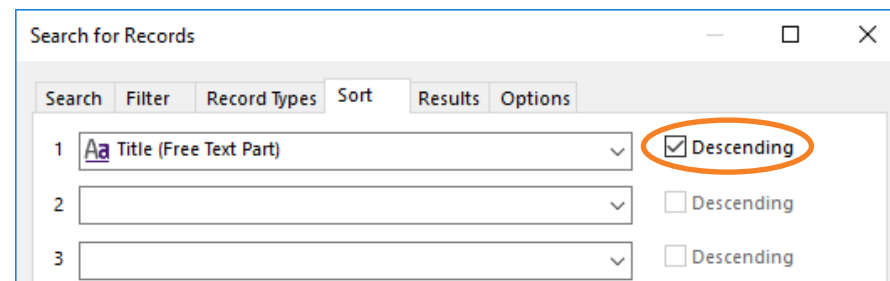 Search for Records
Search Filter Record Types Sort Results Options
1 Aa Title (Free Text Part) Descending
2 Descending
3 Descending